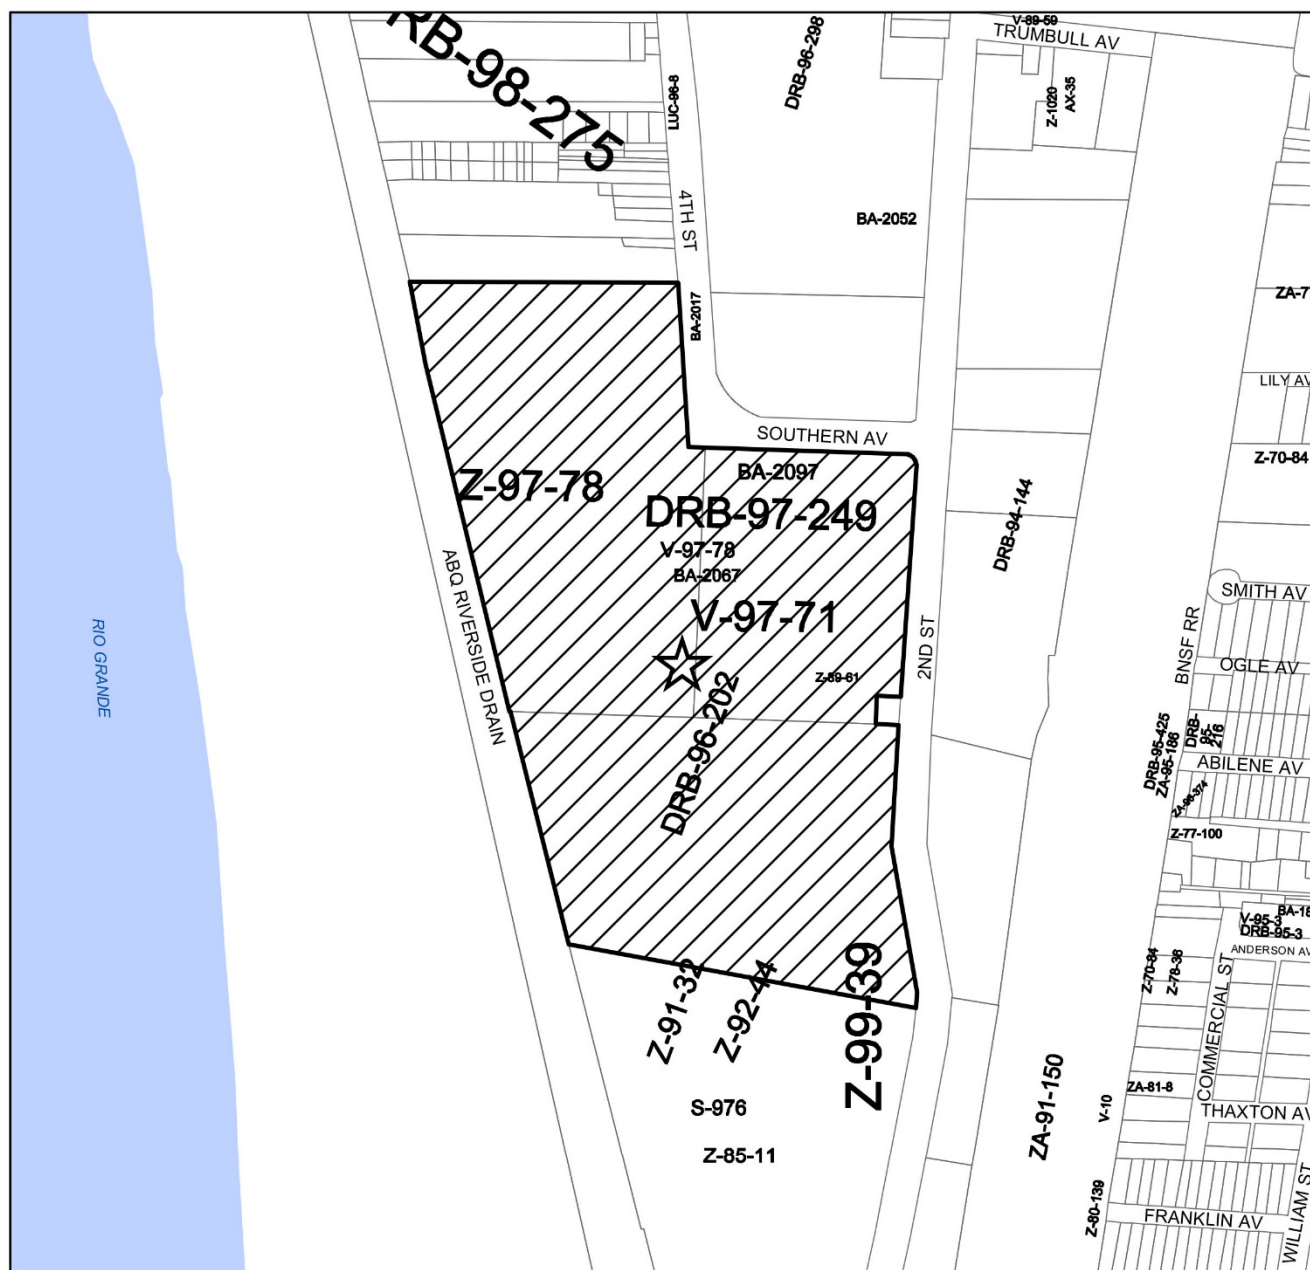 V-89-59
TRUMBULL AV
RB-98-275
DRB-96-298
LUC-96-8
Z-1020
AX-35
4TH ST
BA-2052
ZA-7
BA-2017
LILY AV
SOUTHERN AV
Z-70-84
BA-2097
Z-97-78
DRB-97-249
DRB-94-144
V-97-78
BA-2067
V-97-71
SMITH AV
ABQ RIVERSIDE DRAIN
RIO GRANDE
2ND ST
BNSF RR
OGLE AV
Z-89-61
DRB-96-202
DRB-95-425
ZA-95-186
DRB-
95-
216
ABILENE AV
ZA-96-374
Z-77-100
BA-18
V-95-3
DRB-95-3
ANDERSON AV
Z-70-84
Z-78-36
Z-91-32
Z-92-44
Z-99-39
COMMERCIAL ST
ZA-91-150
ZA-81-8
V-10
THAXTON AV
S-976
Z-85-11
Z-80-139
FRANKLIN AV
WILLIAM ST